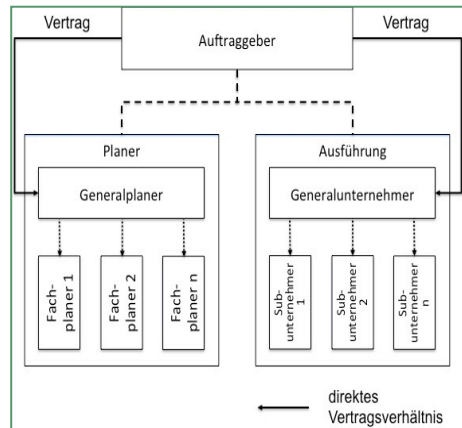 Vertrag
Vertrag
Auftraggeber
Planer
Generalplaner
Fach-
planer 1
Fach-
planer 2
Fach-
planer n
Ausführung
Generalunternehmer
Sub-
unternehmer
1
Sub-
unternehmer
2
Sub-
unternehmer
n
direktes
Vertragsverhältnis